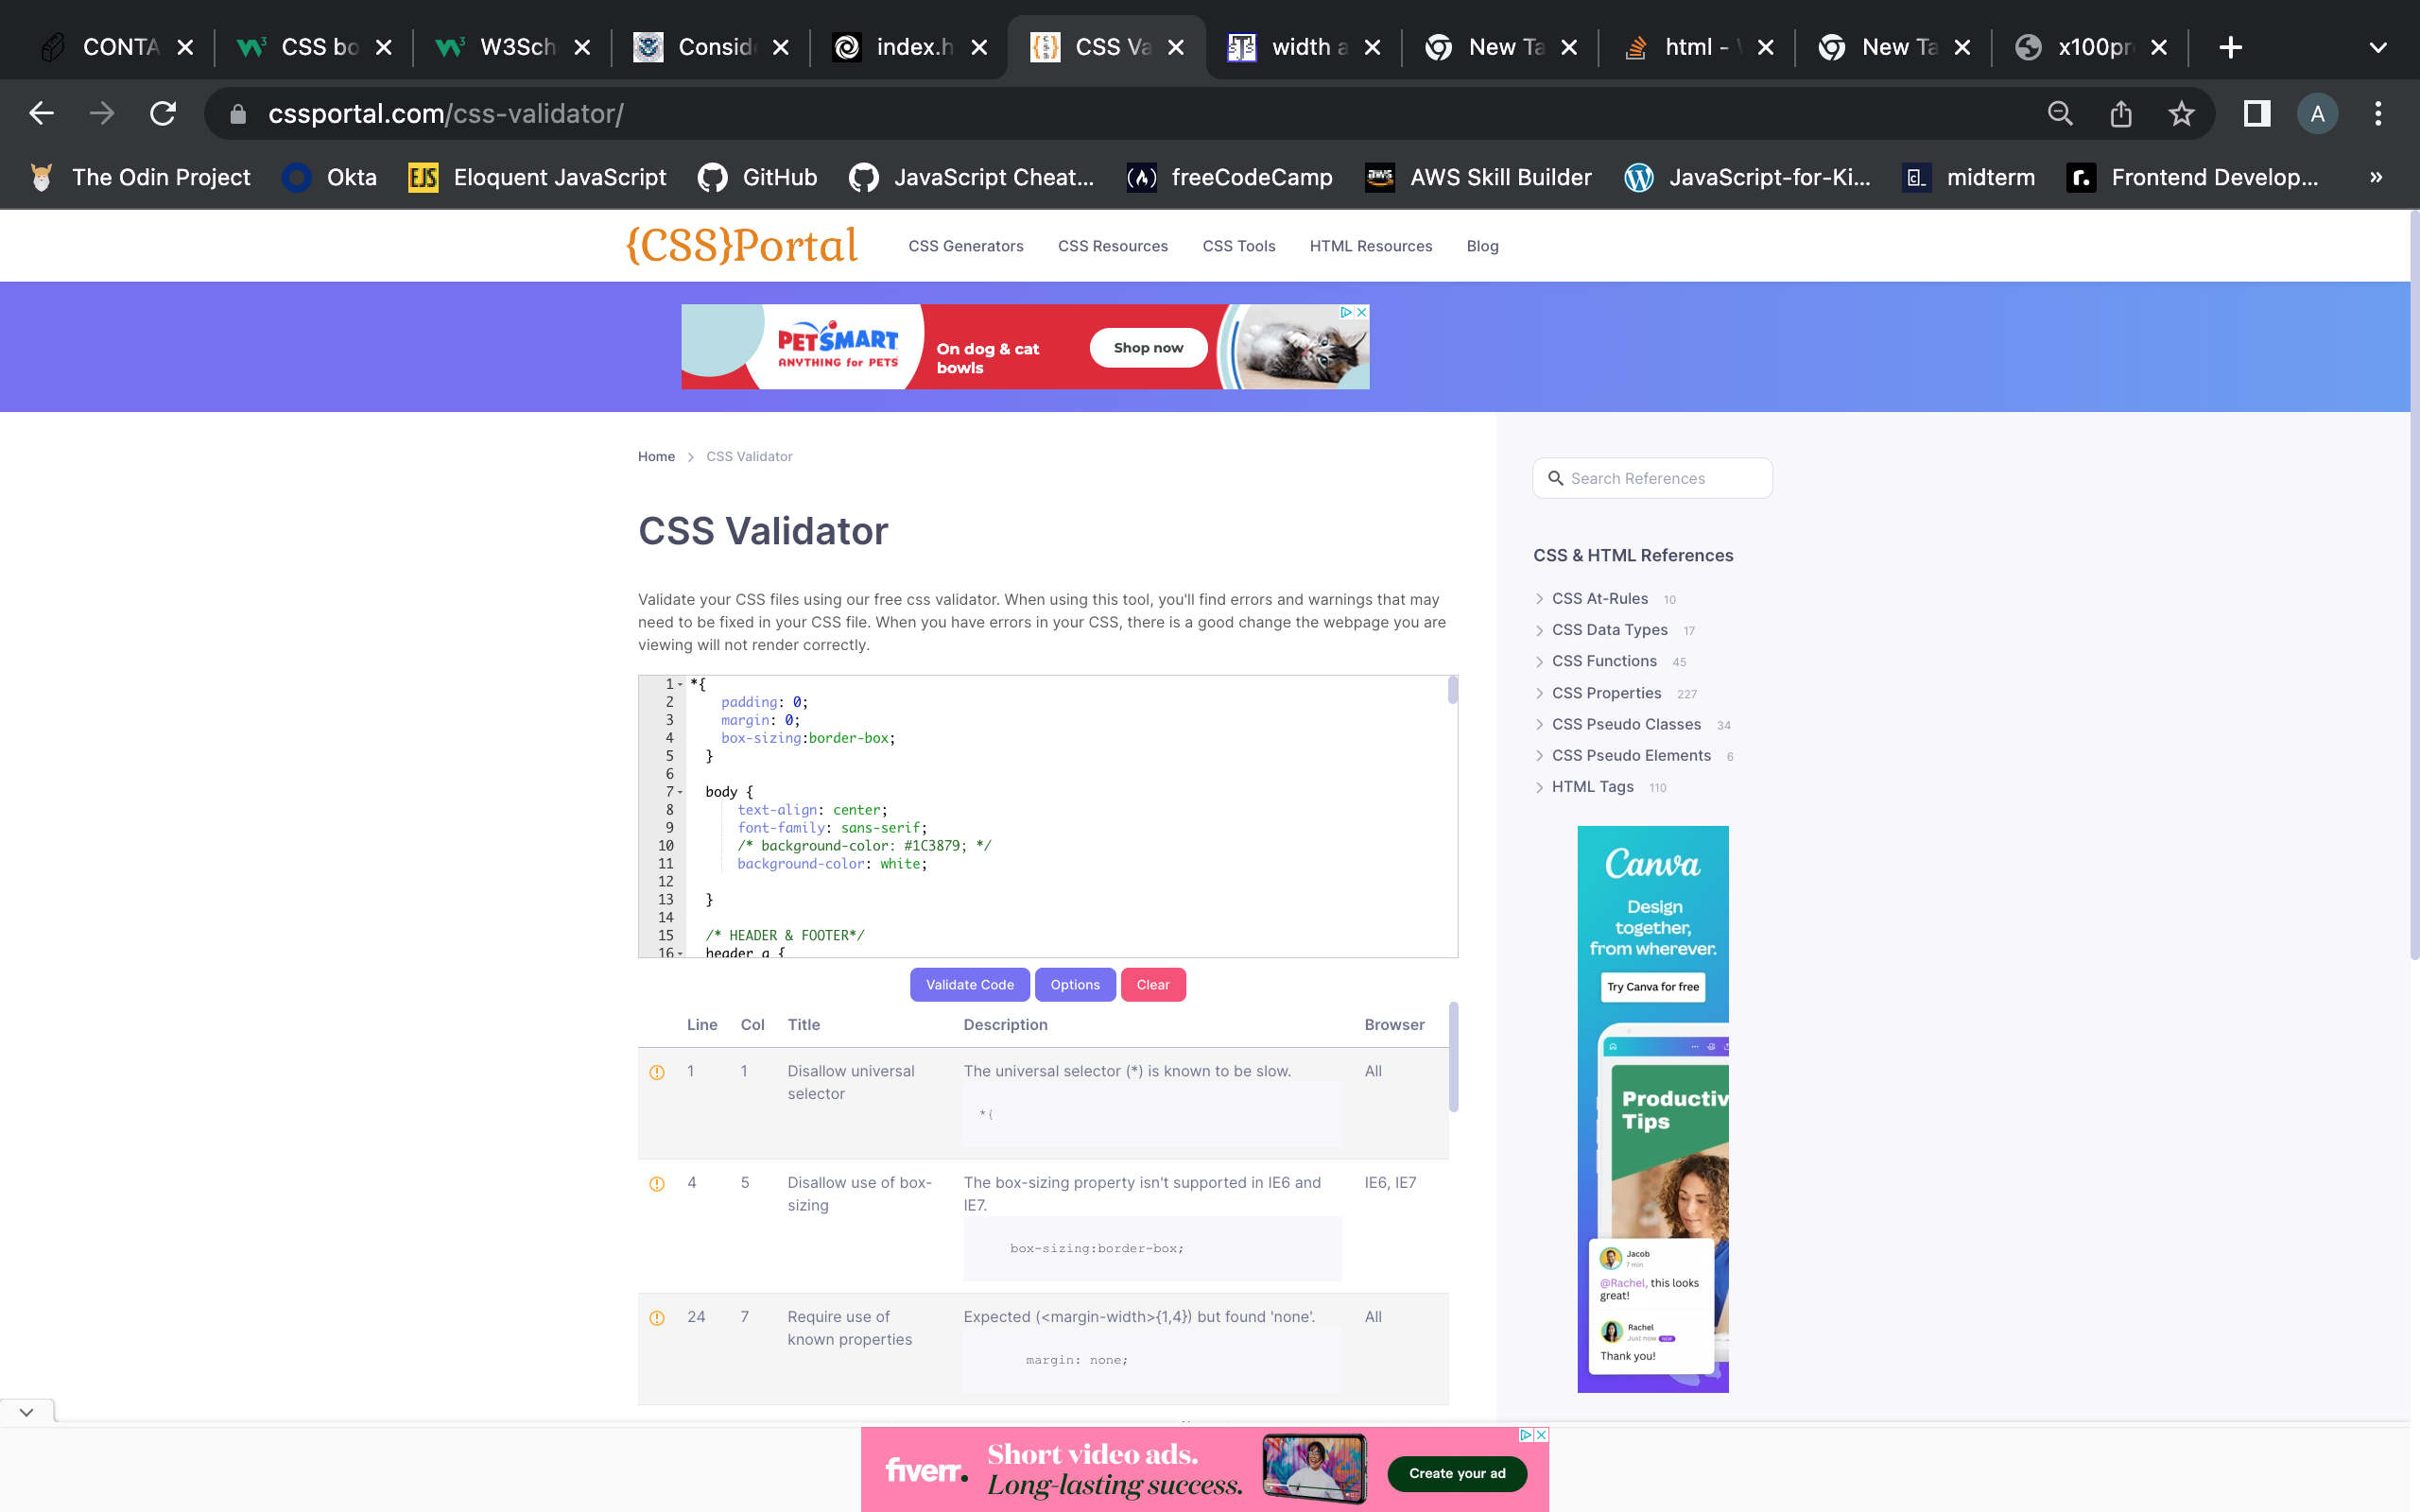 CONTA
CSS bo
W3Sch
Consid
index.h
CSS Va
width a
New Ta
html -
New Ta
x100pr
cssportal.com/css-validator/
A
The Odin Project
Okta
EJS
Eloquent JavaScript
GitHub
JavaScript Cheat...
freeCodeCamp
AWS Skill Builder
JavaScript-for-Ki...
midterm
Frontend Develop...
»
{CSS}Portal
CSS Generators
CSS Resources
CSS Tools
HTML Resources
Blog
PETSMART
ANYTHING for PETS
On dog & cat
bowls
Shop now
Home
CSS Validator
CSS Validator
Validate your CSS files using our free css validator. When using this tool, you'll find errors and warnings that may
need to be fixed in your CSS file. When you have errors in your CSS, there is a good change the webpage you are
viewing will not render correctly.
1 *{
2 padding: 0;
3 margin: 0;
4 box-sizing:border-box;
5 }
6
7 body {
8 text-align: center;
9 font-family: sans-serif;
10 /* background-color: #1C3879; */
11 background-color: white;
12
13 }
14
15 /* HEADER & FOOTER*/
16 header a {
Validate Code
Options
Clear
Line Col Title Description Browser
1 1 Disallow universal The universal selector (*) is known to be slow. All
selector
*{
4 5 Disallow use of box- The box-sizing property isn't supported in IE6 and IE6, IE7
sizing IE7.
box-sizing:border-box;
24 7 Require use of Expected (<margin-width>{1,4}) but found 'none'. All
known properties
margin: none;
Search References
CSS & HTML References
CSS At-Rules 10
CSS Data Types 17
CSS Functions 45
CSS Properties 227
CSS Pseudo Classes 34
CSS Pseudo Elements 6
HTML Tags 110
Canva
Design
together,
from wherever.
Try Canva for free
Productiv
Tips
Jacob
7 min
@Rachel, this looks
great!
Rachel
Just now NEW
Thank you!
fiverr.
Short video ads.
Long-lasting success.
Create your ad